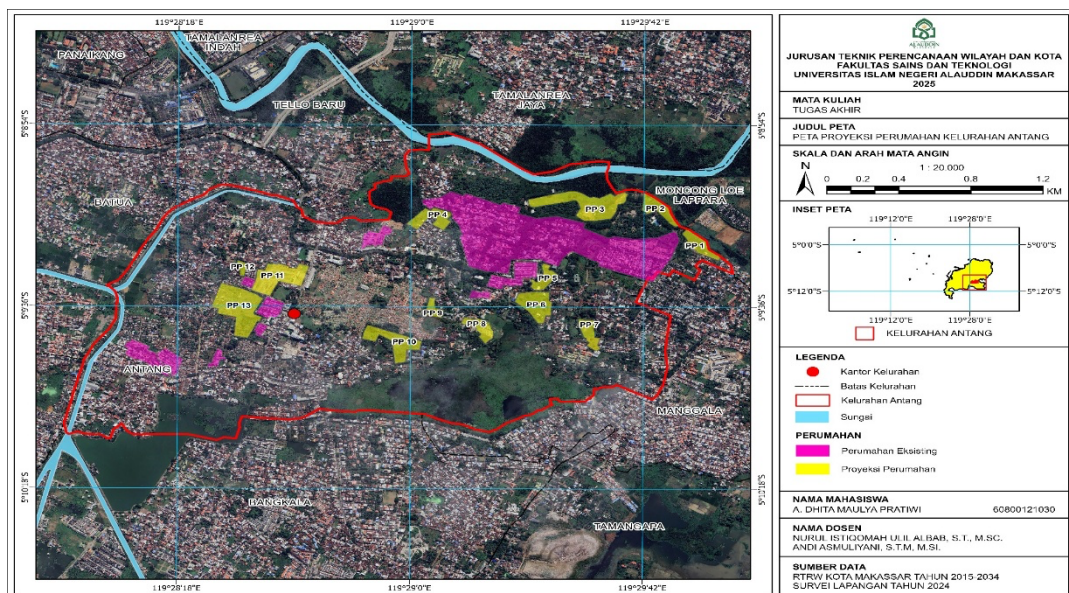 119°28'18"E 119°29'0"E 119°29'42"E
PANAIKANG
TAMALANREA
INDAH
TELLO BARU
TAMALANREA
JAYA
5°8'54"S 5°8'54"S
MONCONG LOE
LAPPARA
BATUA
PP 4
PP 3
PP 2
PP 1
PP 12
PP 11
PP 5
PP 13
PP 6
PP 9
PP 8
PP 7
PP 10
5°9'36"S 5°9'36"S
ANTANG
MANGGALA
BANGKALA
TAMANGAPA
5°10'18"S 5°10'18"S
119°28'18"E 119°29'0"E 119°29'42"E
ALAUDDIN
JURUSAN TEKNIK PERENCANAAN WILAYAH DAN KOTA
FAKULTAS SAINS DAN TEKNOLOGI
UNIVERSITAS ISLAM NEGERI ALAUDDIN MAKASSAR
2025
MATA KULIAH
TUGAS AKHIR
JUDUL PETA
PETA PROYEKSI PERUMAHAN KELURAHAN ANTANG
SKALA DAN ARAH MATA ANGIN
N
1 : 20.000
0 0.2 0.4 0.8 1.2
KM
INSET PETA
119°12'0"E 119°28'0"E
5°0'0"S 5°0'0"S
5°12'0"S 5°12'0"S
119°12'0"E 119°28'0"E
KELURAHAN ANTANG
LEGENDA
Kantor Kelurahan
Batas Kelurahan
Kelurahan Antang
Sungai
PERUMAHAN
Perumahan Eksisting
Proyeksi Perumahan
NAMA MAHASISWA
A. DHITA MAULYA PRATIWI 60800121030
NAMA DOSEN
NURUL ISTIQOMAH ULIL ALBAB, S.T., M.SC.
ANDI ASMULIYANI, S.T.M, M.SI.
SUMBER DATA
RTRW KOTA MAKASSAR TAHUN 2015-2034
SURVEI LAPANGAN TAHUN 2024